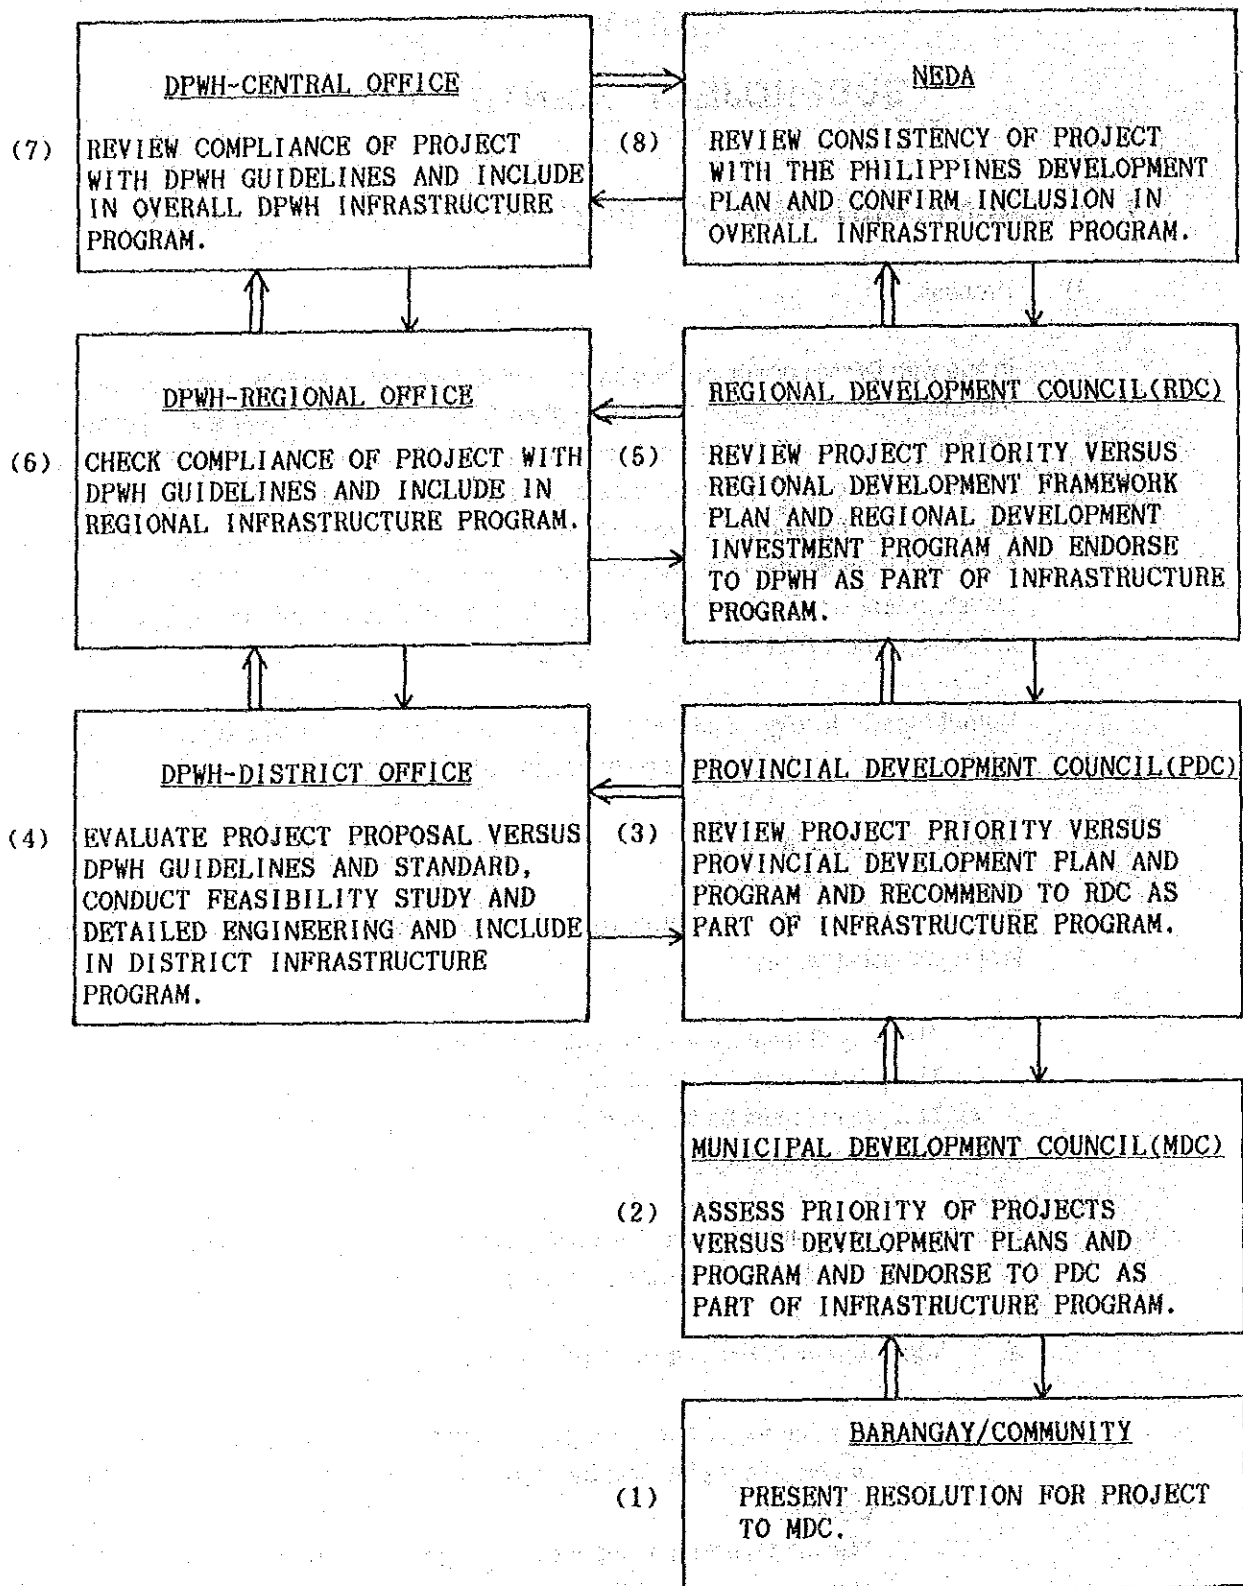 DPWH-CENTRAL OFFICE
(7) REVIEW COMPLIANCE OF PROJECT
WITH DPWH GUIDELINES AND INCLUDE
IN OVERALL DPWH INFRASTRUCTURE
PROGRAM.
NEDA
(8) REVIEW CONSISTENCY OF PROJECT
WITH THE PHILIPPINES DEVELOPMENT
PLAN AND CONFIRM INCLUSION IN
OVERALL INFRASTRUCTURE PROGRAM.
DPWH-REGIONAL OFFICE
(6) CHECK COMPLIANCE OF PROJECT WITH
DPWH GUIDELINES AND INCLUDE IN
REGIONAL INFRASTRUCTURE PROGRAM.
REGIONAL DEVELOPMENT COUNCIL(RDC)
(5) REVIEW PROJECT PRIORITY VERSUS
REGIONAL DEVELOPMENT FRAMEWORK
PLAN AND REGIONAL DEVELOPMENT
INVESTMENT PROGRAM AND ENDORSE
TO DPWH AS PART OF INFRASTRUCTURE
PROGRAM.
DPWH-DISTRICT OFFICE
(4) EVALUATE PROJECT PROPOSAL VERSUS
DPWH GUIDELINES AND STANDARD,
CONDUCT FEASIBILITY STUDY AND
DETAILED ENGINEERING AND INCLUDE
IN DISTRICT INFRASTRUCTURE
PROGRAM.
PROVINCIAL DEVELOPMENT COUNCIL(PDC)
(3) REVIEW PROJECT PRIORITY VERSUS
PROVINCIAL DEVELOPMENT PLAN AND
PROGRAM AND RECOMMEND TO RDC AS
PART OF INFRASTRUCTURE PROGRAM.
MUNICIPAL DEVELOPMENT COUNCIL(MDC)
(2) ASSESS PRIORITY OF PROJECTS
VERSUS DEVELOPMENT PLANS AND
PROGRAM AND ENDORSE TO PDC AS
PART OF INFRASTRUCTURE PROGRAM.
BARANGAY/COMMUNITY
(1) PRESENT RESOLUTION FOR PROJECT
TO MDC.